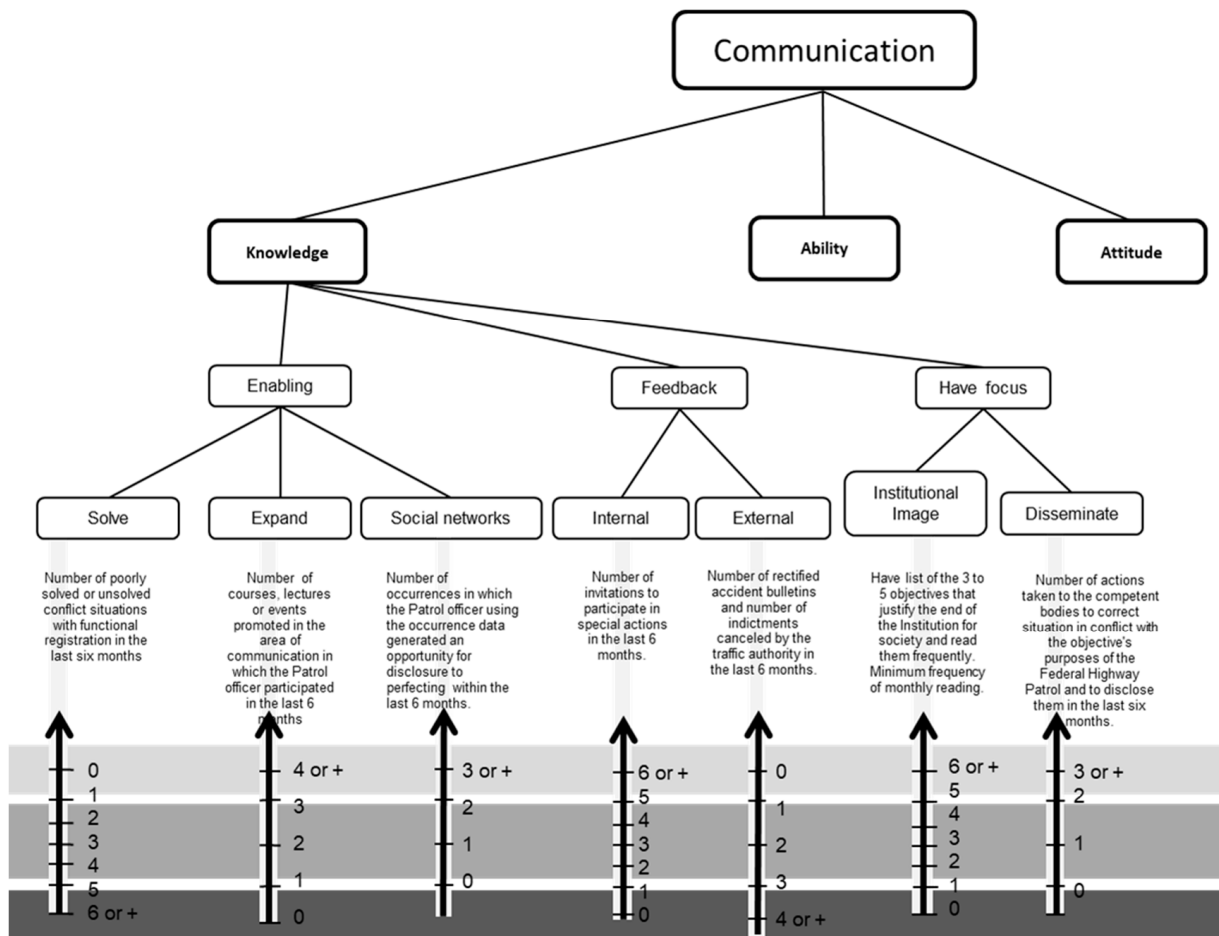 Communication
Knowledge
Ability
Attitude
Enabling
Feedback
Have focus
Solve
Expand
Social networks
Internal
External
Institutional
Image
Disseminate
Number of poorly
solved or unsolved
conflict situations
with functional
registration in the
last six months
Number of
courses, lectures
or events
promoted in the
area of
communication in
which the Patrol
officer participated
in the last 6
months
Number of
occurrences in which
the Patrol officer using
the occurrence data
generated an
opportunity for
disclosure to
perfecting within the
last 6 months.
Number of
invitations to
participate in
special actions
in the last 6
months.
Number of rectified
accident bulletins
and number of
indictments
canceled by the
traffic authority
in the last 6 months.
Have list of the 3 to
5 objectives that
justify the end of
the Institution for
society and read
them frequently.
Minimum frequency
of monthly reading.
Number of actions
taken to the competent
bodies to correct
situation in conflict with
the objective's
purposes of the
Federal Highway
Patrol and to disclose
them in the last six
months.
0
1
2
3
4
5
6 or +
4 or +
3
2
1
0
3 or +
2
1
0
6 or +
5
4
3
2
1
0
0
1
2
3
4 or +
6 or +
5
4
3
2
1
0
3 or +
2
1
0